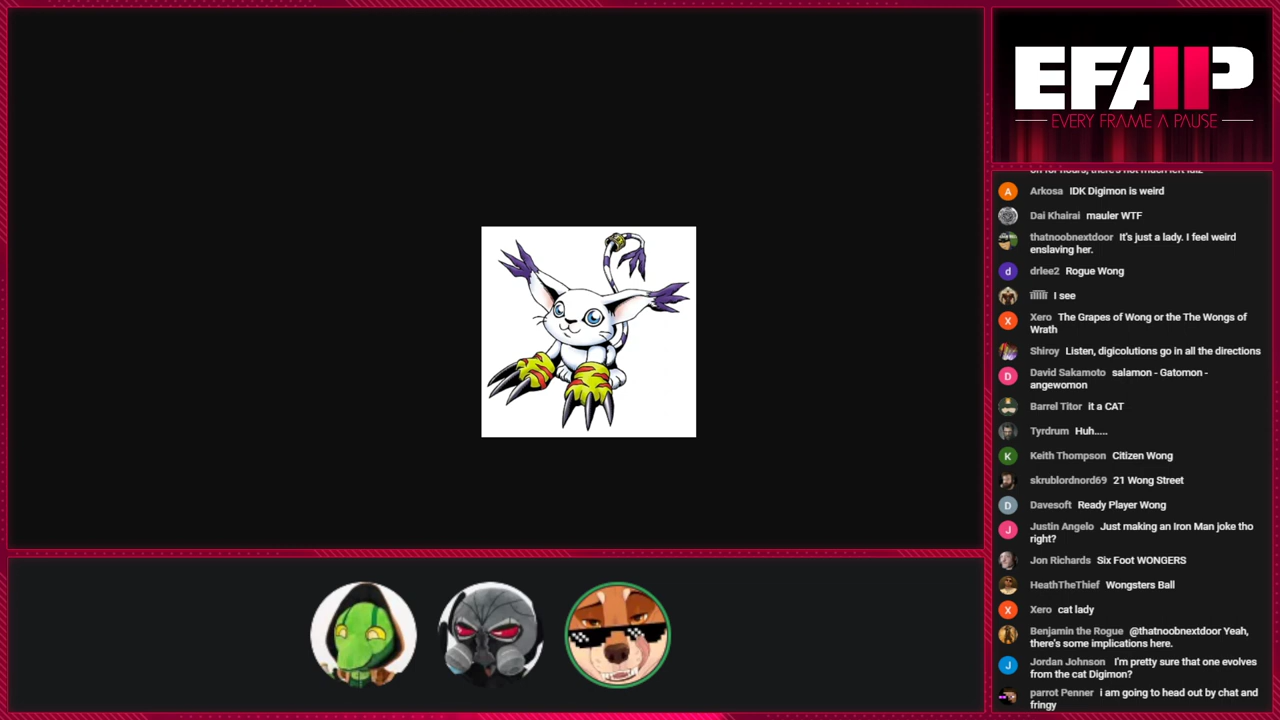 EFAP
EVERY FRAME A PAUSE
Arkosa IDK Digimon is weird
Dai Khairai mauler WTF
thatnoobnextdoor It's just a lady. I feel weird
enslaving her.
drlee2 Rogue Wong
I see
Xero The Grapes of Wong or the The Wongs of
Wrath
Shiroy Listen, digicolutions go in all the directions
David Sakamoto salamon - Gatomon -
angewomon
Barrel Titor it a CAT
Tyrdrum Huh.....
Keith Thompson Citizen Wong
skrublordnord69 21 Wong Street
Davesoft Ready Player Wong
Justin Angelo Just making an Iron Man joke tho
right?
Jon Richards Six Foot WONGERS
HeathTheThief Wongsters Ball
Xero cat lady
Benjamin the Rogue @thatnoobnextdoor Yeah,
there's some implications here.
Jordan Johnson I'm pretty sure that one evolves
from the cat Digimon?
parrot Penner i am going to head out by chat and
fringy